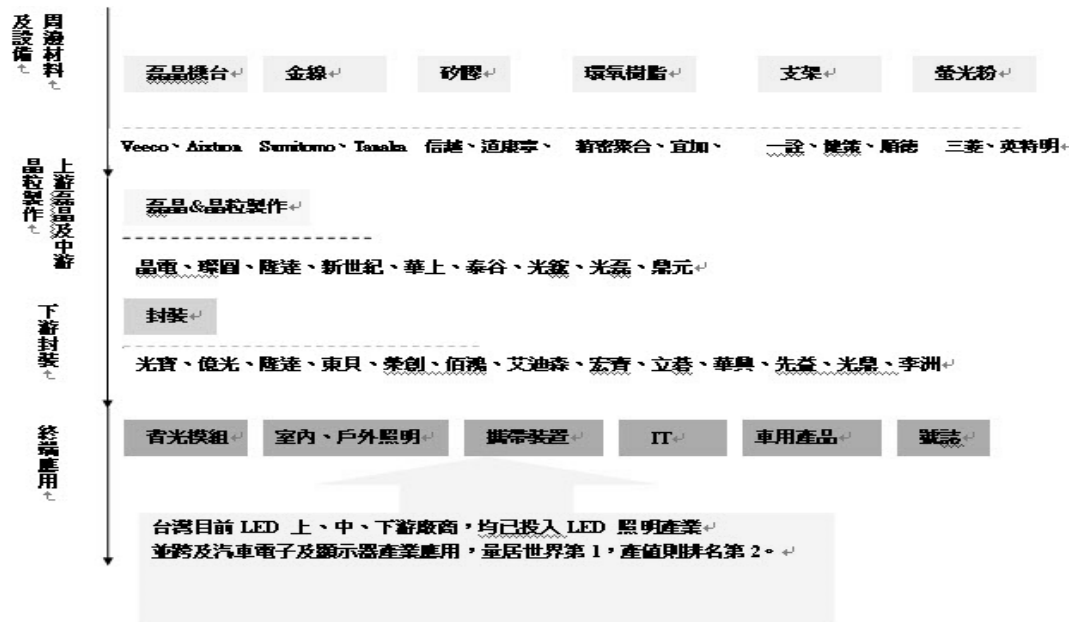 周邊材料
及設備
磊晶機台 金線 矽膠 環氧樹脂 支架 螢光粉
Veeco、Aixtron Sumitomo、Tanaka 信越、道康寧、 精密聚合、宜加、 一詮、健策、順德 三菱、英特明
上游磊晶及中游
晶粒製作
磊晶&晶粒製作
晶電、璨圓、隆達、新世紀、華上、泰谷、光鋐、光磊、鼎元
下游封裝
封裝
光寶、億光、隆達、東貝、榮創、佰鴻、艾迪森、宏齊、立碁、華興、先益、光鼎、李洲
終端應用
背光模組 室內、戶外照明 攜帶裝置 IT 車用產品 號誌
台灣目前 LED 上、中、下游廠商，均已投入 LED 照明產業
並跨及汽車電子及顯示器產業應用，量居世界第 1，產值則排名第 2。